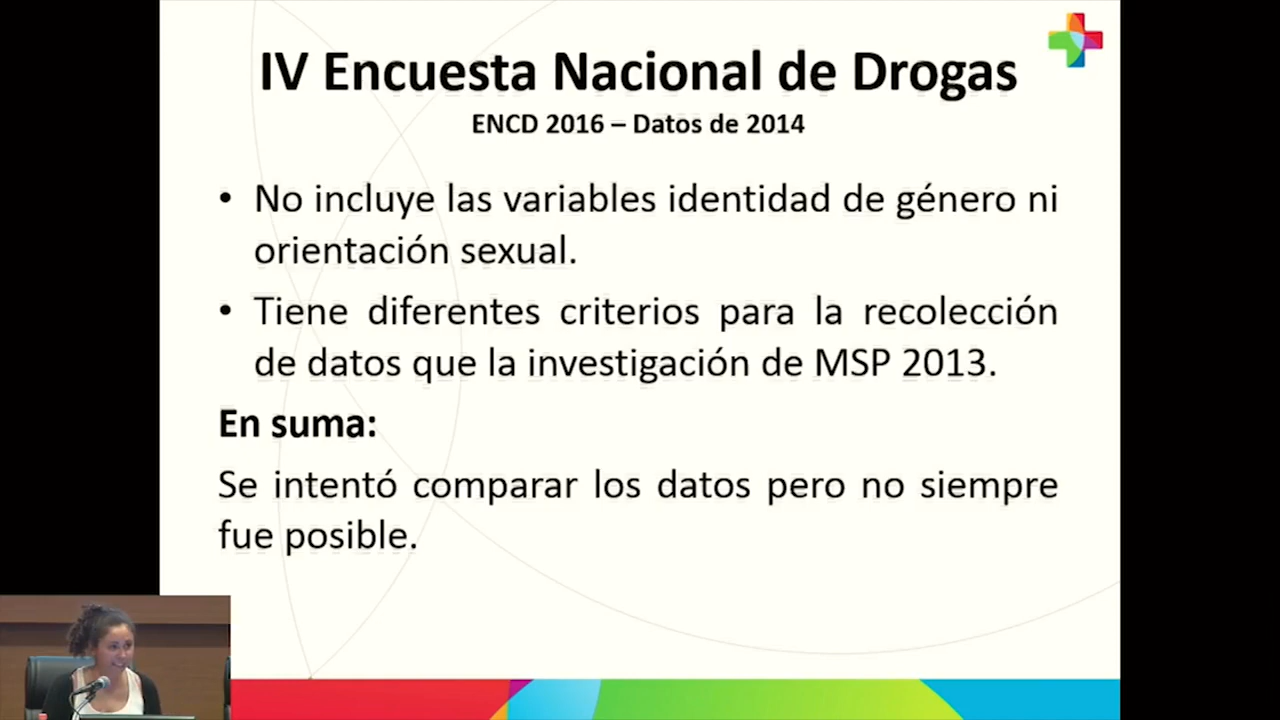 IV Encuesta Nacional de Drogas
ENCD 2016 – Datos de 2014
• No incluye las variables identidad de género ni
orientación sexual.
• Tiene diferentes criterios para la recolección
de datos que la investigación de MSP 2013.
En suma:
Se intentó comparar los datos pero no siempre
fue posible.